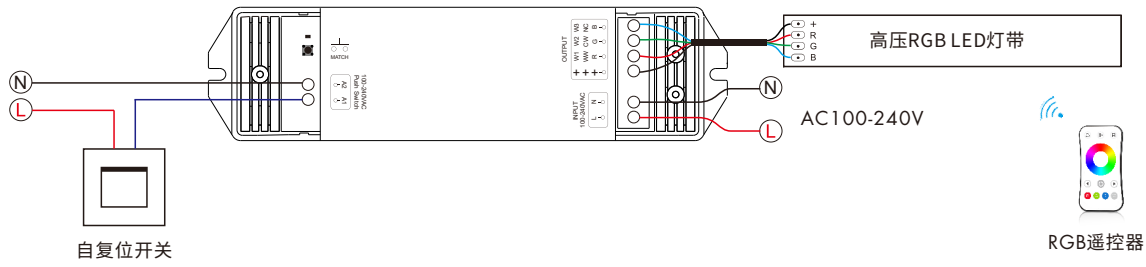 N
L
自复位开关
MATCH
100-240VAC
Push Switch
A2
A1
OUTPUT
W3 NC B -
W2 CW G -
W1 WW R -
+ + +
INPUT
100-240VAC
N
L
N
L
AC100-240V
+
R
G
B
高压RGB LED灯带
RGB遥控器